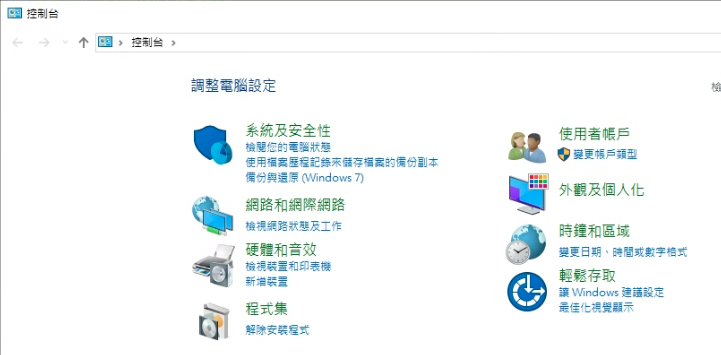 控制台
控制台
調整電腦設定
系統及安全性
檢閱您的電腦狀態
使用檔案歷程記錄來儲存檔案的備份副本
備份與還原 (Windows 7)
網路和網際網路
檢視網路狀態及工作
硬體和音效
檢視裝置和印表機
新增裝置
程式集
解除安裝程式
使用者帳戶
變更帳戶類型
外觀及個人化
時鐘和區域
變更日期、時間或數字格式
輕鬆存取
讓 Windows 建議設定
最佳化視覺顯示